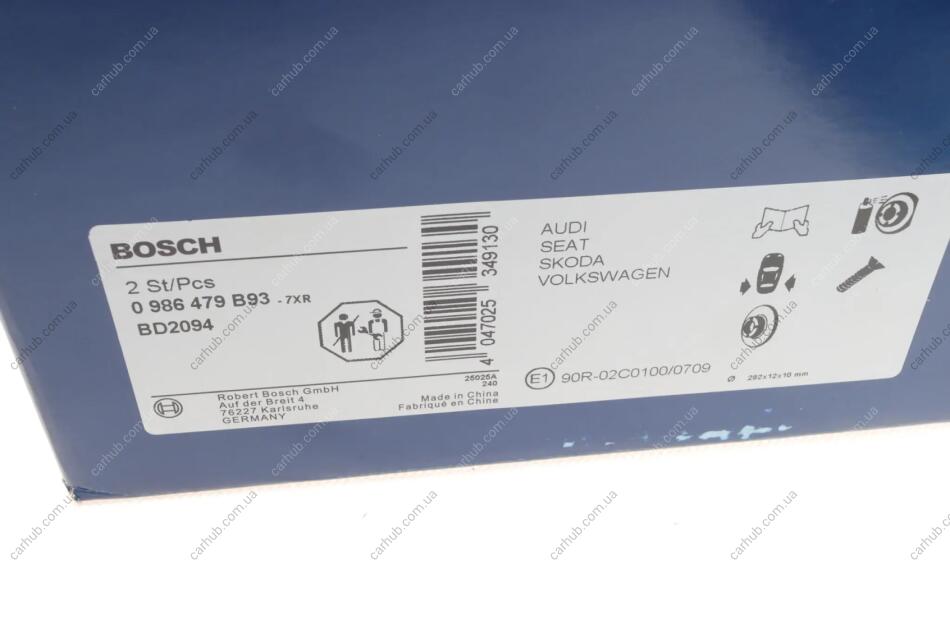 BOSCH
2 St/Pcs
0 986 479 B93 - 7XR
BD2094
Robert Bosch GmbH
Auf der Breit 4
76227 Karlsruhe
GERMANY
25025A
240
Made in China
Fabriqué en Chine
4 047025 349130
AUDI
SEAT
SKODA
VOLKSWAGEN
E1 90R-02C0100/0709
Ø 282x12x10 mm
carhub.com.ua